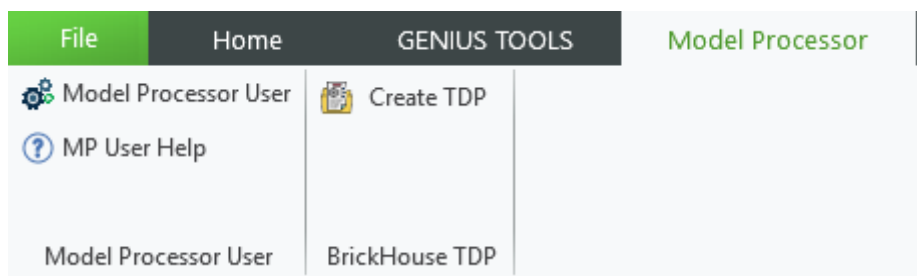 File Home GENIUS TOOLS Model Processor
Model Processor User Create TDP
? MP User Help
Model Processor User BrickHouse TDP